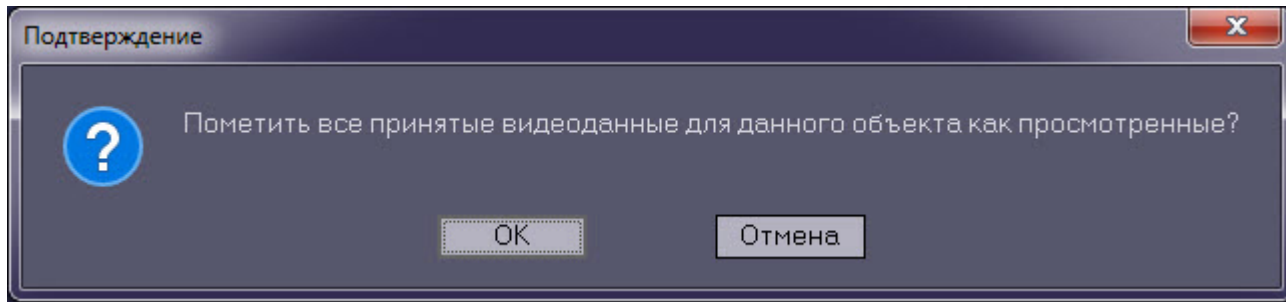 Подтверждение
Пометить все принятые видеоданные для данного объекта как просмотренные?
OK
Отмена